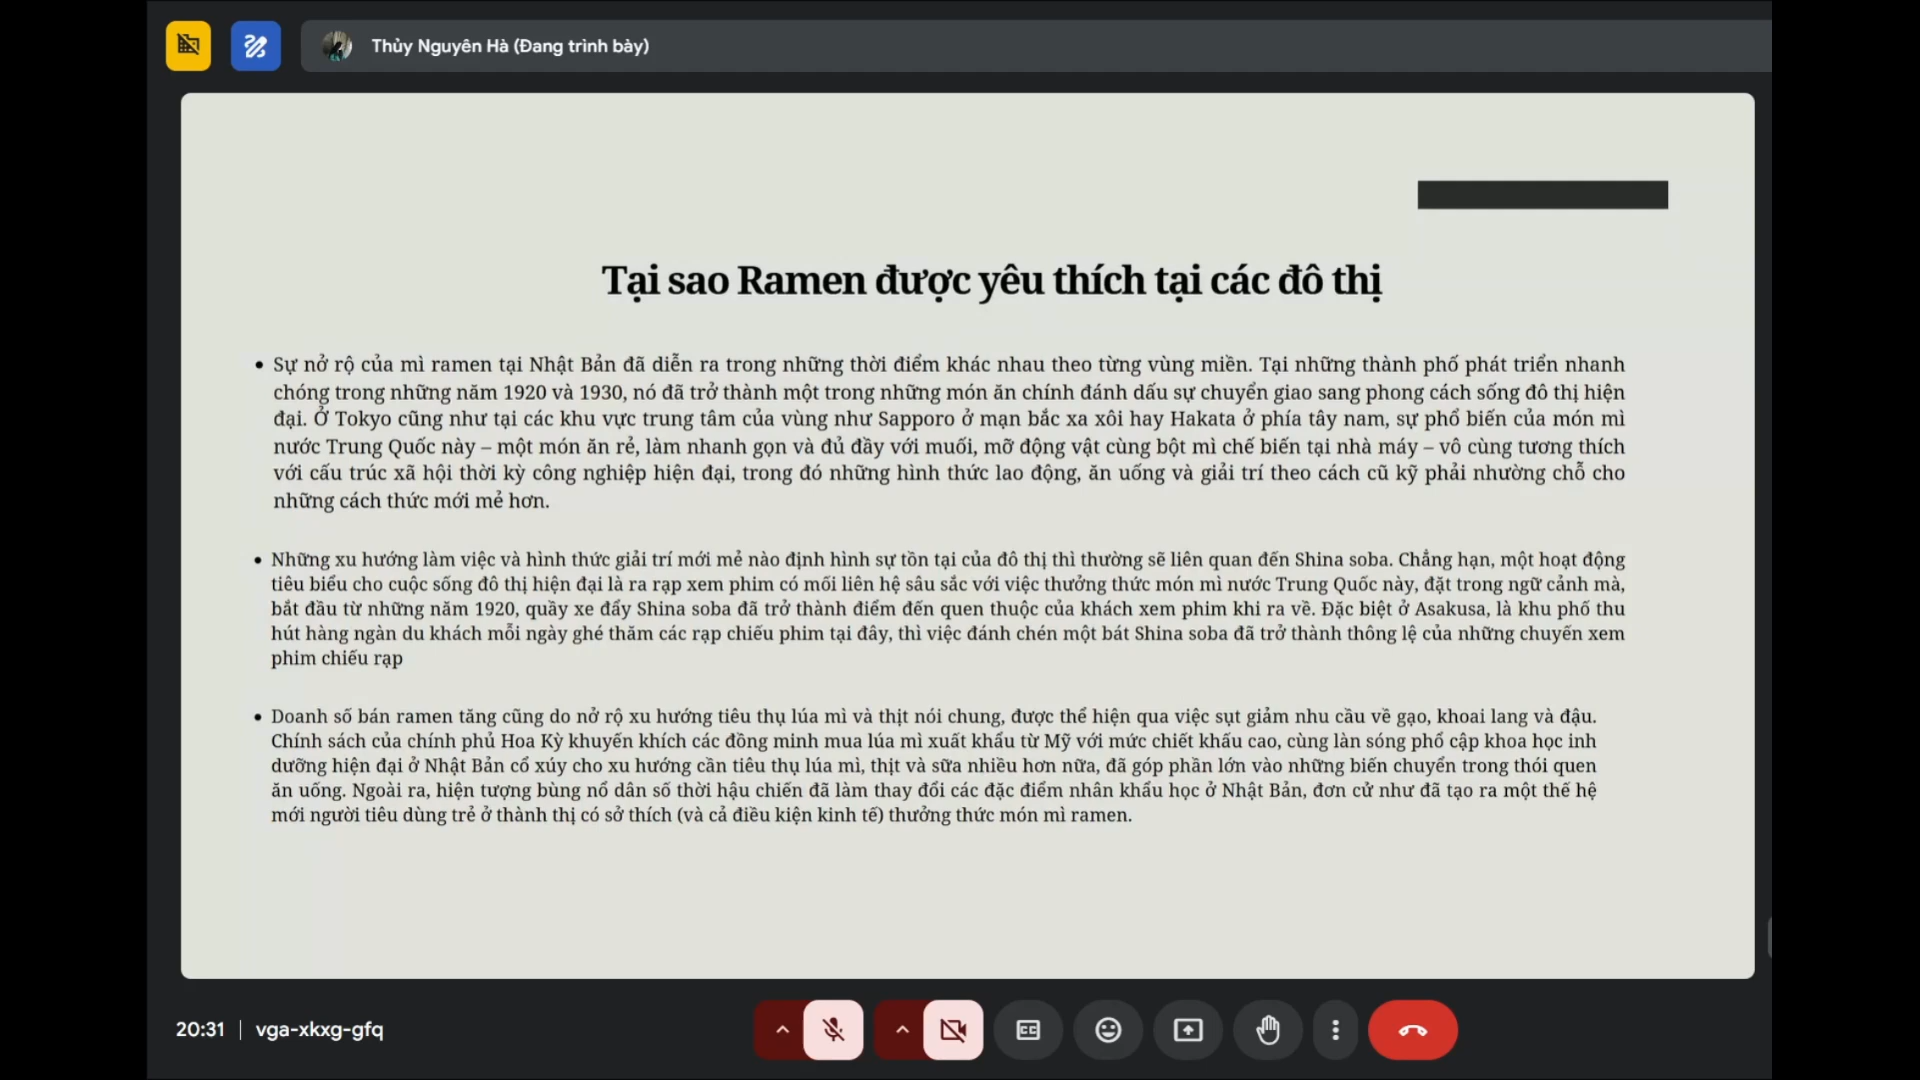 Thủy Nguyên Hà (Đang trình bày)
Tại sao Ramen được yêu thích tại các đô thị
• Sự nở rộ của mì ramen tại Nhật Bản đã diễn ra trong những thời điểm khác nhau theo từng vùng miền. Tại những thành phố phát triển nhanh
chóng trong những năm 1920 và 1930, nó đã trở thành một trong những món ăn chính đánh dấu sự chuyển giao sang phong cách sống đô thị hiện
đại. Ở Tokyo cũng như tại các khu vực trung tâm của vùng như Sapporo ở mạn bắc xa xôi hay Hakata ở phía tây nam, sự phổ biến của món mì
nước Trung Quốc này – một món ăn rẻ, làm nhanh gọn và đủ đầy với muối, mỡ động vật cùng bột mì chế biến tại nhà máy – vô cùng tương thích
với cấu trúc xã hội thời kỳ công nghiệp hiện đại, trong đó những hình thức lao động, ăn uống và giải trí theo cách cũ kỹ phải nhường chỗ cho
những cách thức mới mẻ hơn.
• Những xu hướng làm việc và hình thức giải trí mới mẻ nào định hình sự tồn tại của đô thị thì thường sẽ liên quan đến Shina soba. Chẳng hạn, một hoạt động
tiêu biểu cho cuộc sống đô thị hiện đại là ra rạp xem phim có mối liên hệ sâu sắc với việc thưởng thức món mì nước Trung Quốc này, đặt trong ngữ cảnh mà,
bắt đầu từ những năm 1920, quầy xe đẩy Shina soba đã trở thành điểm đến quen thuộc của khách xem phim khi ra về. Đặc biệt ở Asakusa, là khu phố thu
hút hàng ngàn du khách mỗi ngày ghé thăm các rạp chiếu phim tại đây, thì việc đánh chén một bát Shina soba đã trở thành thông lệ của những chuyến xem
phim chiếu rạp
• Doanh số bán ramen tăng cũng do nở rộ xu hướng tiêu thụ lúa mì và thịt nói chung, được thể hiện qua việc sụt giảm nhu cầu về gạo, khoai lang và đậu.
Chính sách của chính phủ Hoa Kỳ khuyến khích các đồng minh mua lúa mì xuất khẩu từ Mỹ với mức chiết khấu cao, cùng làn sóng phổ cập khoa học inh
dưỡng hiện đại ở Nhật Bản cổ xúy cho xu hướng cần tiêu thụ lúa mì, thịt và sữa nhiều hơn nữa, đã góp phần lớn vào những biến chuyển trong thói quen
ăn uống. Ngoài ra, hiện tượng bùng nổ dân số thời hậu chiến đã làm thay đổi các đặc điểm nhân khẩu học ở Nhật Bản, đơn cử như đã tạo ra một thế hệ
mới người tiêu dùng trẻ ở thành thị có sở thích (và cả điều kiện kinh tế) thưởng thức món mì ramen.
20:31 | vga-xkxg-gfq